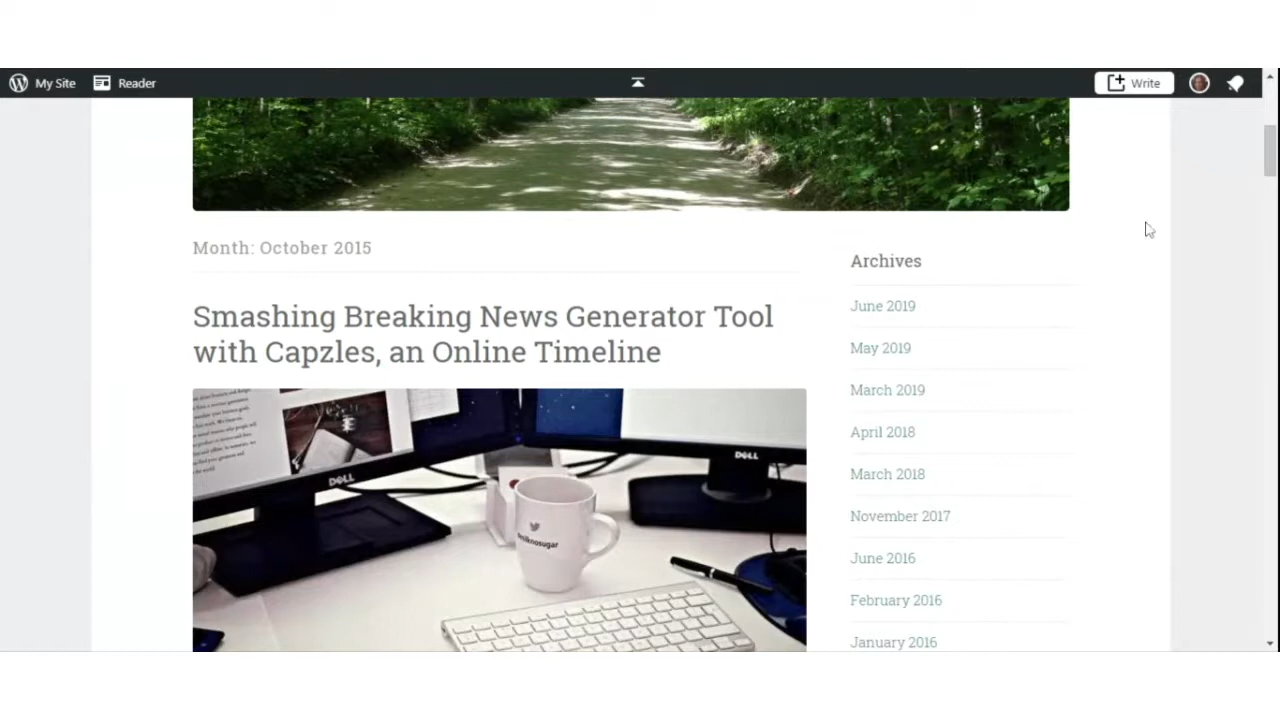 My Site
Reader
Write
Month: October 2015
Archives
Smashing Breaking News Generator Tool
with Capzles, an Online Timeline
June 2019
May 2019
March 2019
April 2018
March 2018
November 2017
June 2016
February 2016
January 2016
DELL
DELL